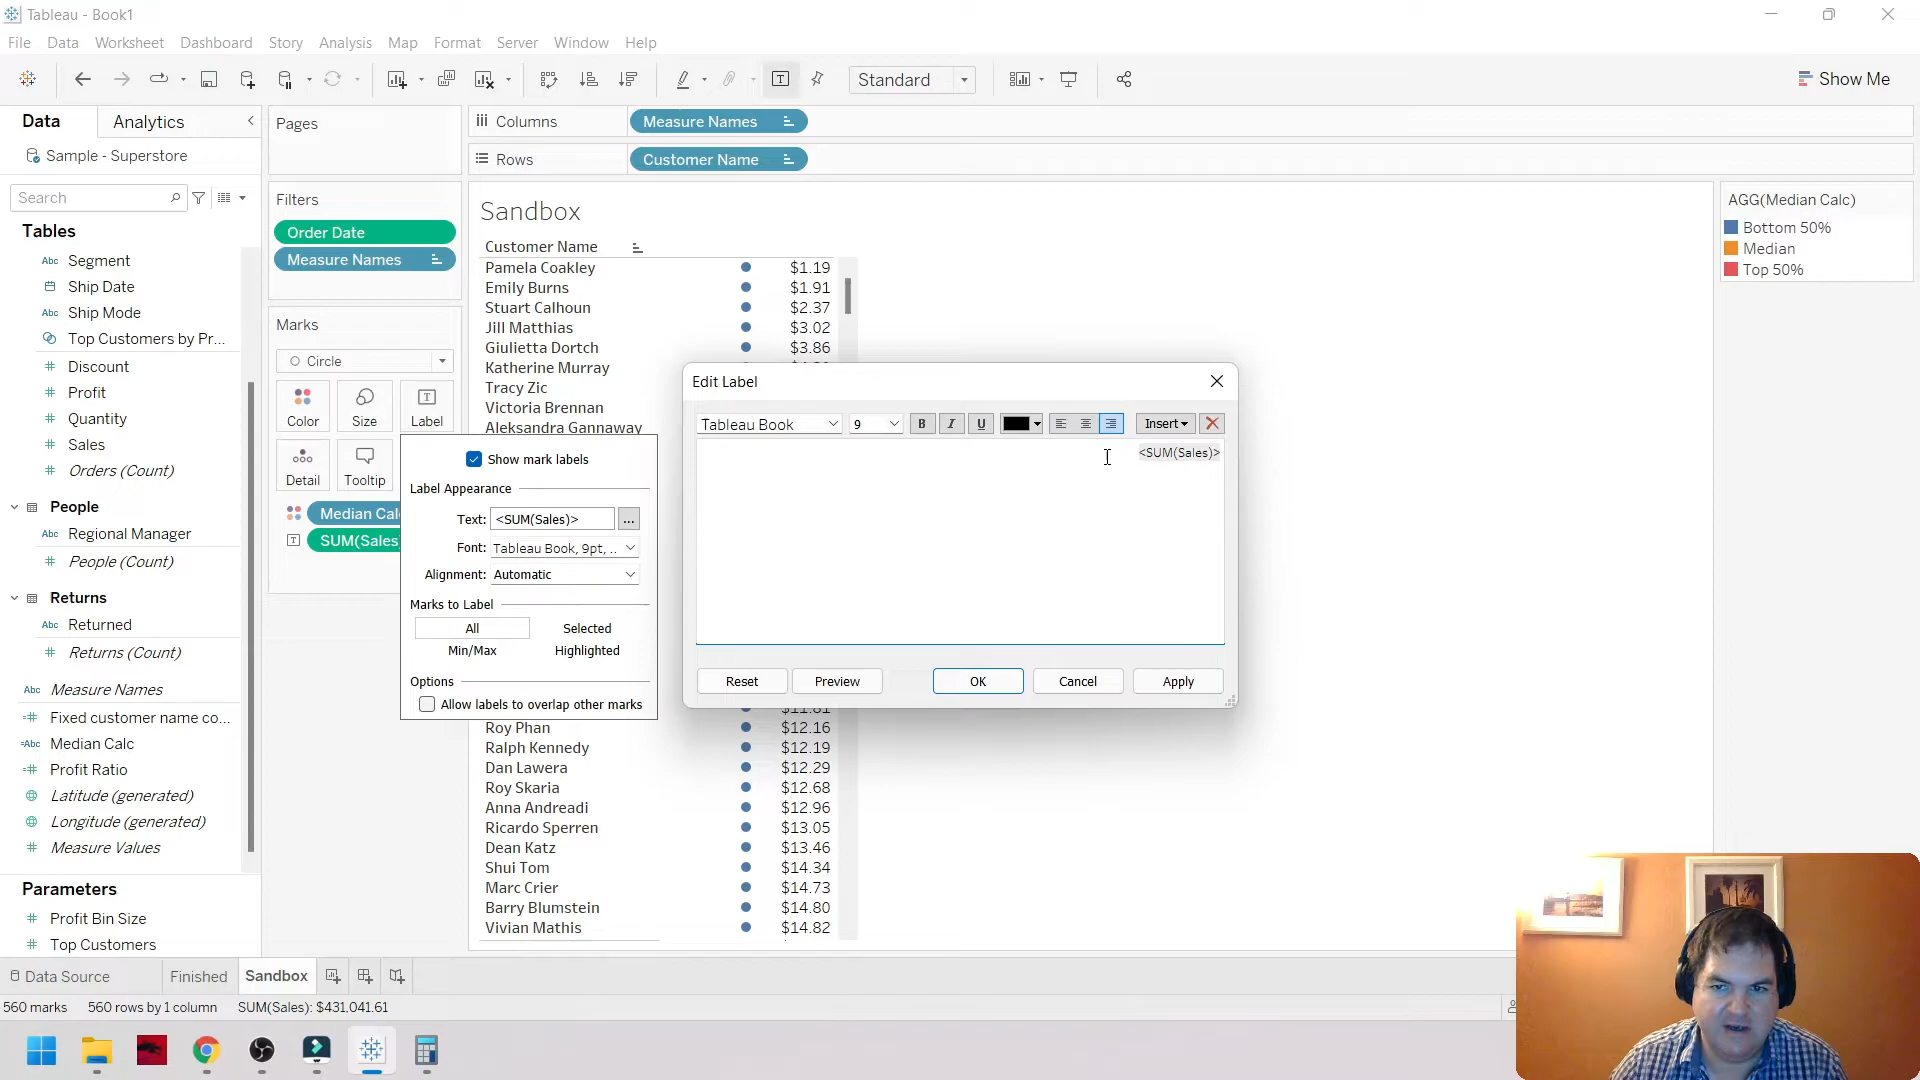 Tableau - Book1
File Data Worksheet Dashboard Story Analysis Map Format Server Window Help
Standard
Show Me
Data
Analytics
Sample - Superstore
Search
Tables
Abc Segment
Ship Date
Abc Ship Mode
Top Customers by Pr...
Discount
Profit
Quantity
Sales
Orders (Count)
People
Abc Regional Manager
People (Count)
Returns
Abc Returned
Returns (Count)
Abc Measure Names
Fixed customer name co...
=Abc Median Calc
Profit Ratio
Latitude (generated)
Longitude (generated)
Measure Values
Parameters
Profit Bin Size
Top Customers
Pages
Filters
Order Date
Measure Names
Marks
Circle
Color Size Label
Detail Tooltip
Median Cal
SUM(Sales)
Columns Measure Names
Rows Customer Name
Sandbox
Customer Name
Pamela Coakley $1.19
Emily Burns $1.91
Stuart Calhoun $2.37
Jill Matthias $3.02
Giulietta Dortch $3.86
Katherine Murray
Tracy Zic
Victoria Brennan
Aleksandra Gannaway
Show mark labels
Label Appearance
Text: <SUM(Sales)> ...
Font: Tableau Book, 9pt, ..
Alignment: Automatic
Marks to Label
All Selected
Min/Max Highlighted
Options
Allow labels to overlap other marks
Edit Label
Tableau Book 9 B I U Insert
<SUM(Sales)>
Reset Preview OK Cancel Apply
Roy Phan $12.16
Ralph Kennedy $12.19
Dan Lawera $12.29
Roy Skaria $12.68
Anna Andreadi $12.96
Ricardo Sperren $13.05
Dean Katz $13.46
Shui Tom $14.34
Marc Crier $14.73
Barry Blumstein $14.80
Vivian Mathis $14.82
AGG(Median Calc)
Bottom 50%
Median
Top 50%
Data Source Finished Sandbox
560 marks 560 rows by 1 column SUM(Sales): $431,041.61